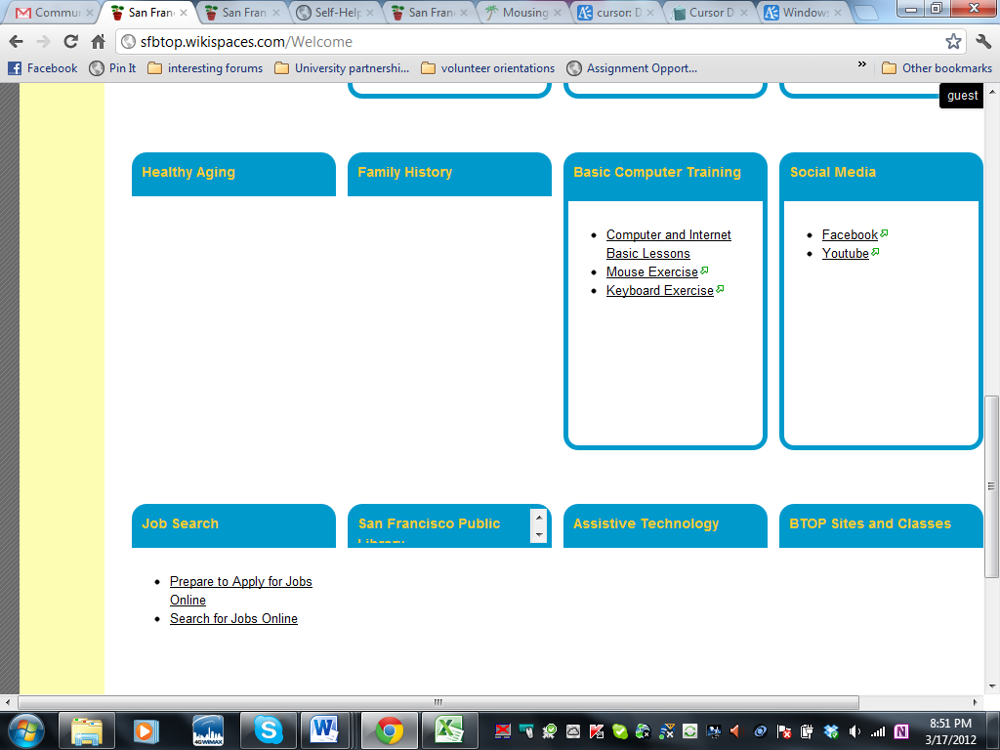 Commu
San Fran
San Fran
Self-Help
San Fran
Mousing
cursor: D
Cursor D
Windows
sfbtop.wikispaces.com/Welcome
Facebook
Pin It
interesting forums
University partnershi...
volunteer orientations
Assignment Opport...
»
Other bookmarks
guest
Healthy Aging
Family History
Basic Computer Training
Social Media
Computer and Internet
Basic Lessons
Mouse Exercise
Keyboard Exercise
Facebook
Youtube
Job Search
San Francisco Public
Library
Assistive Technology
BTOP Sites and Classes
Prepare to Apply for Jobs
Online
Search for Jobs Online
4GWIMAX
8:51 PM
3/17/2012